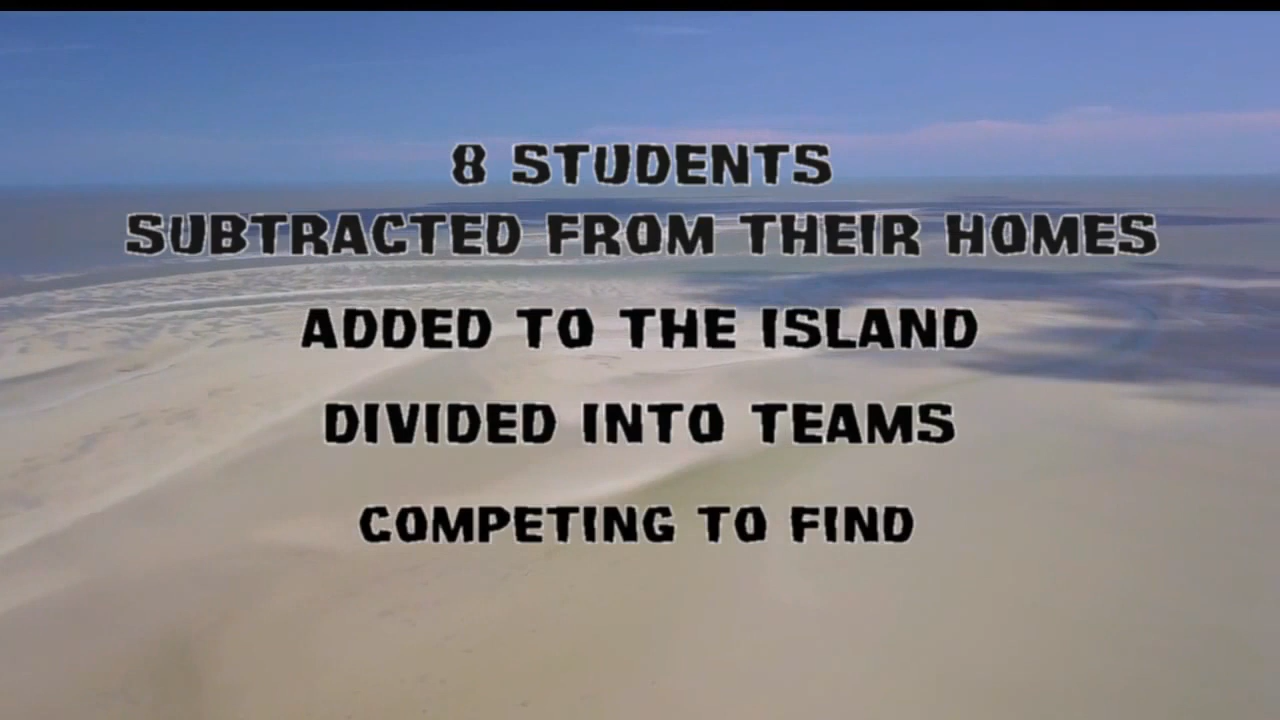 8 STUDENTS
SUBTRACTED FROM THEIR HOMES
ADDED TO THE ISLAND
DIVIDED INTO TEAMS
COMPETING TO FIND